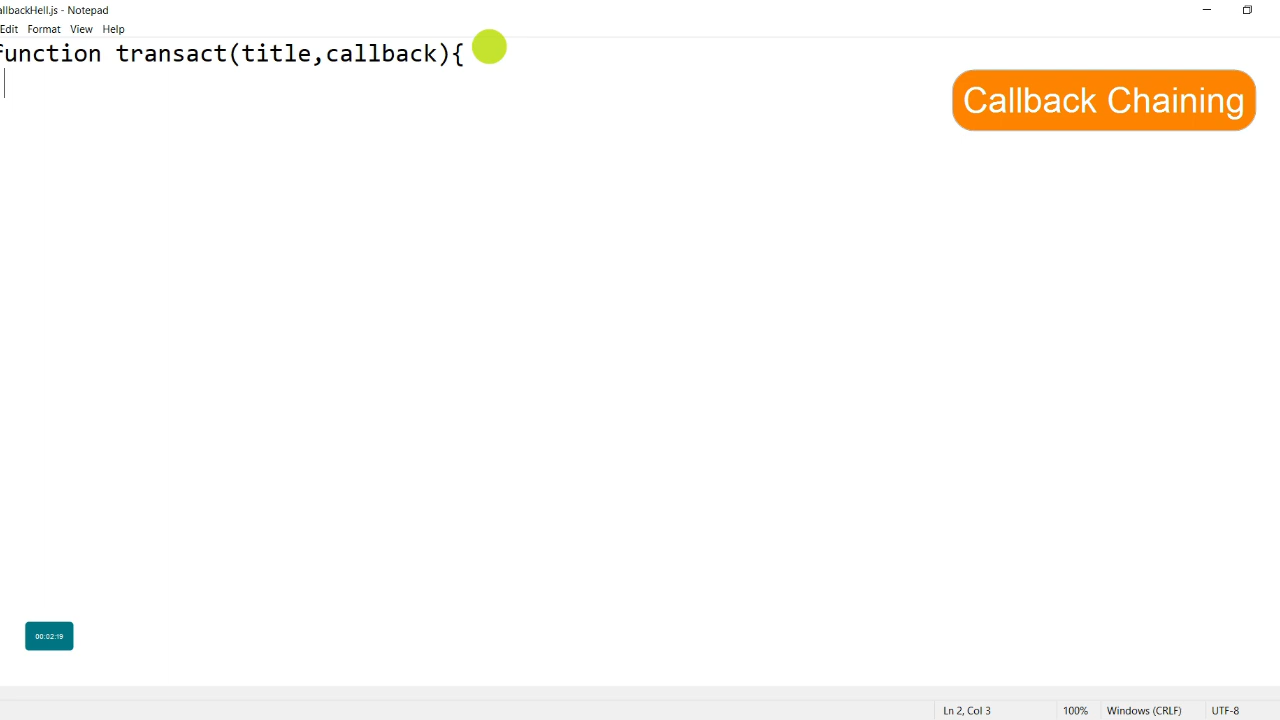 allbackHell.js - Notepad
Edit Format View Help
function transact(title,callback){
Callback Chaining
00:02:19
Ln 2, Col 3 100% Windows (CRLF) UTF-8